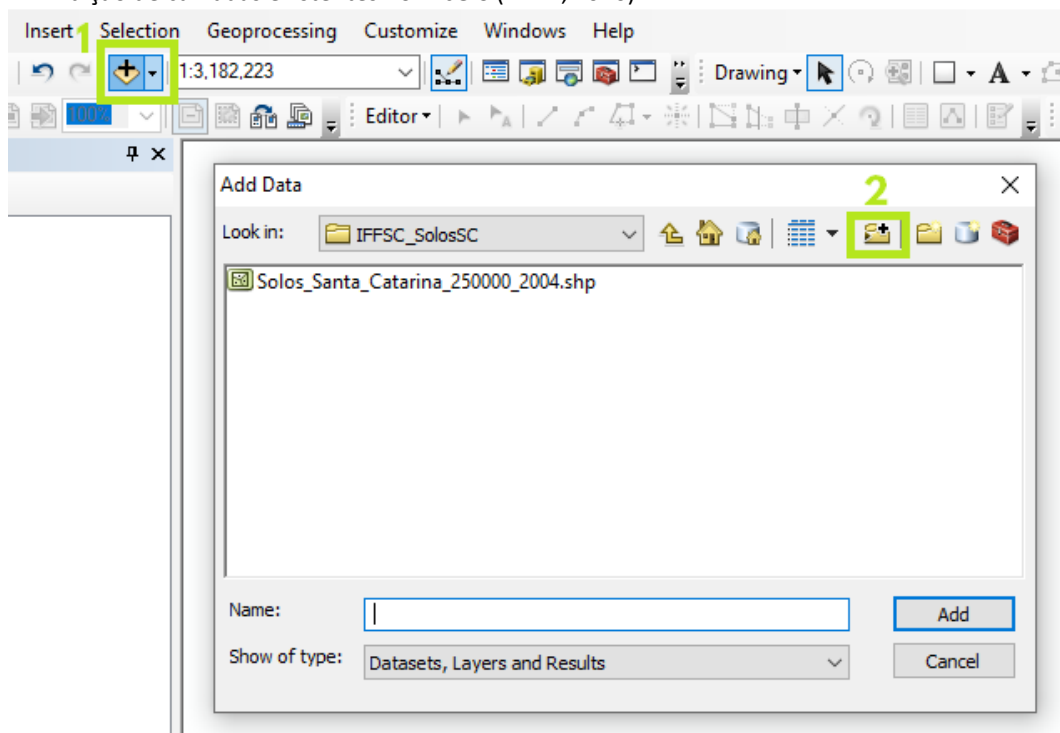 Insert Selection Geoprocessing Customize Windows Help
1
1:3,182,223 Drawing A
100% Editor
Add Data
2
Look in: IFFSC_SolosSC
Solos_Santa_Catarina_250000_2004.shp
Name: Add
Show of type: Datasets, Layers and Results Cancel